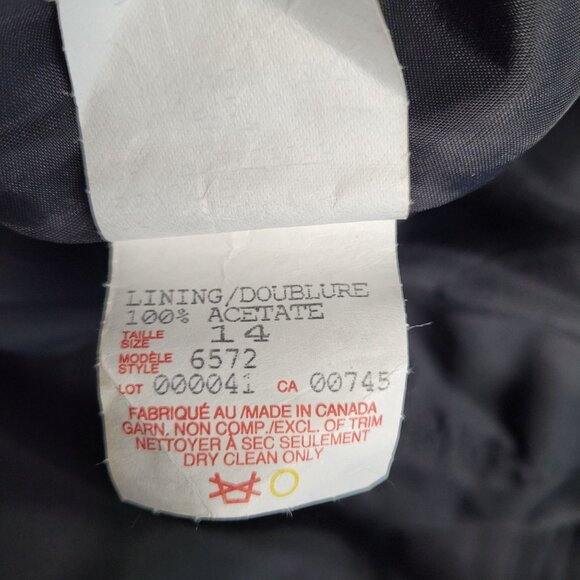 LINING/DOUBLURE
100% ACETATE
TAILLE
SIZE 14
MODÈLE
STYLE 6572
LOT 000041 CA 00745
FABRIQUÉ AU/MADE IN CANADA
GARN. NON COMP./EXCL. OF TRIM
NETTOYER À SEC SEULEMENT
DRY CLEAN ONLY